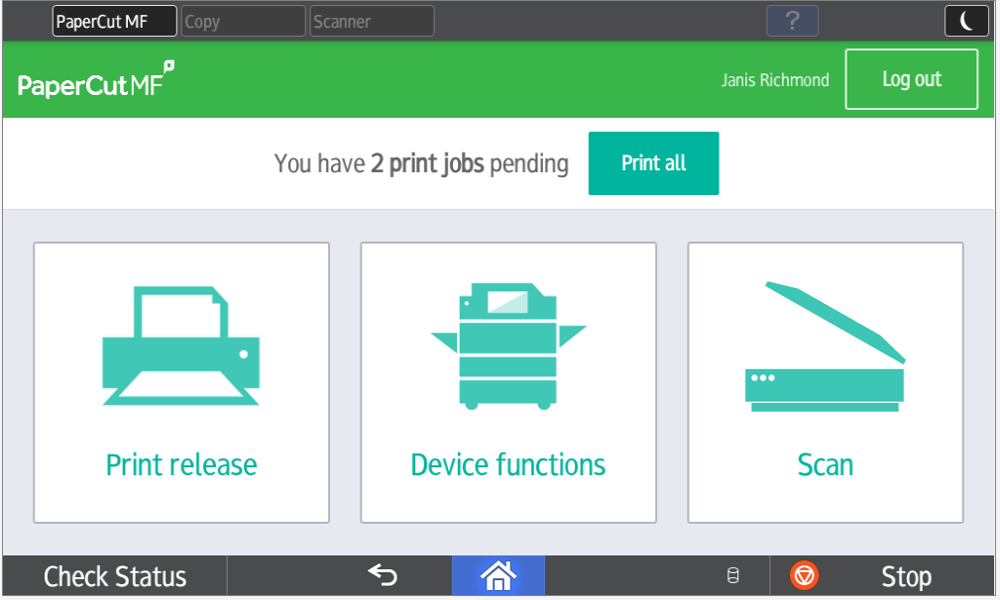 PaperCut MF Copy Scanner ?
PaperCut MF Janis Richmond Log out
You have 2 print jobs pending Print all
Print release Device functions Scan
Check Status Stop